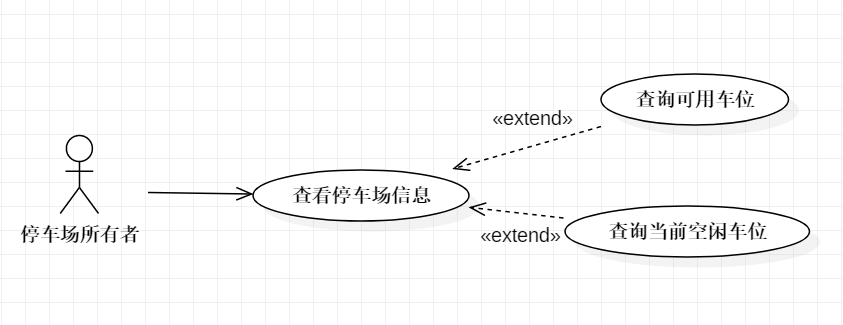 查询可用车位
«extend»
查看停车场信息
停车场所有者
«extend»
查询当前空闲车位